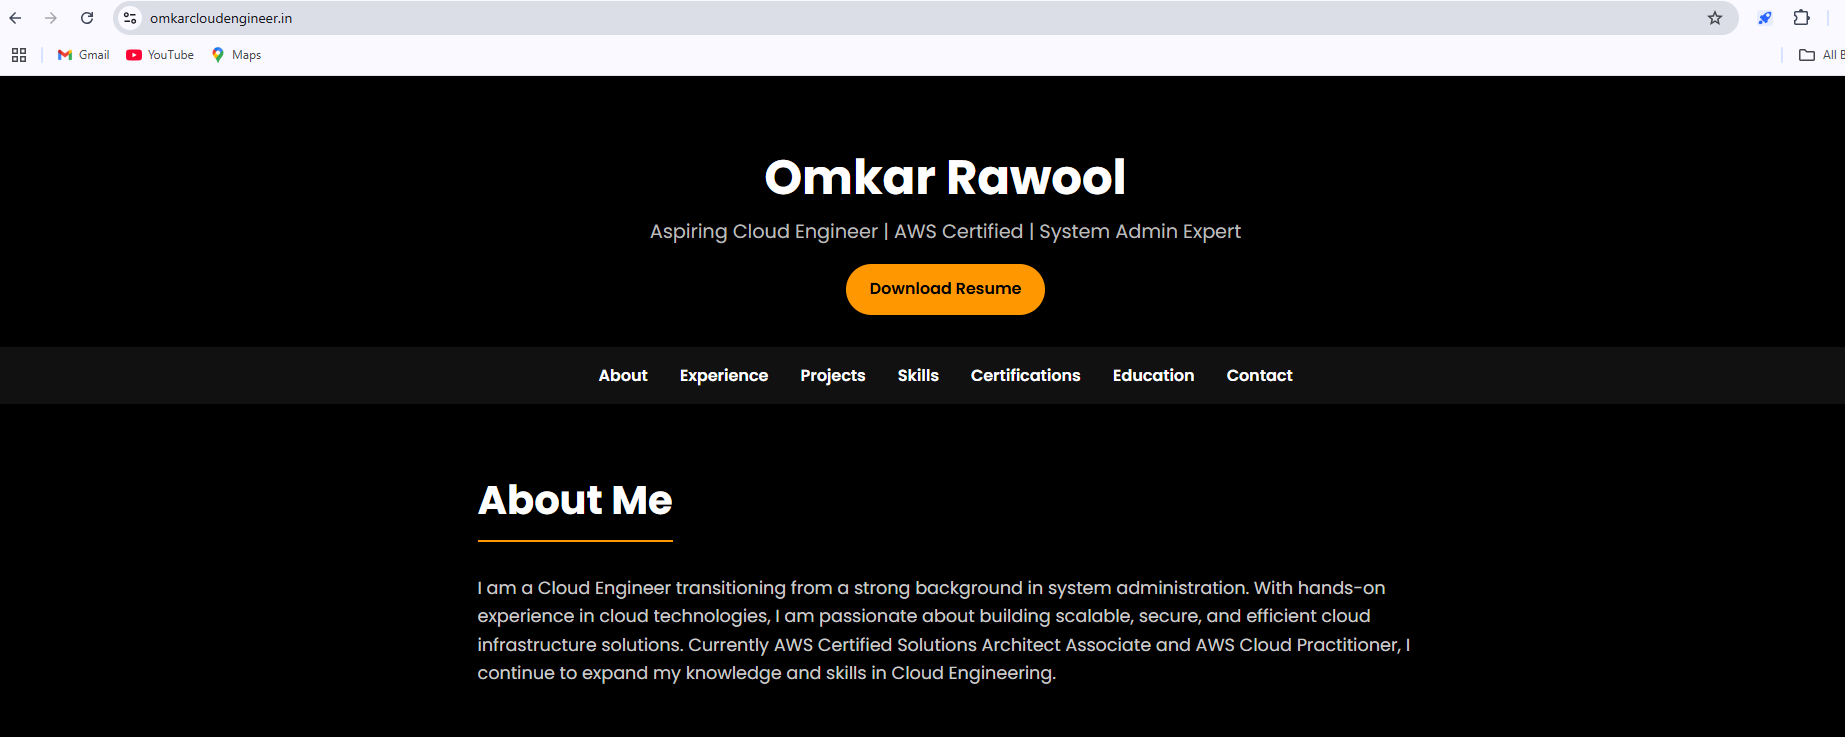 omkarcloudengineer.in
Gmail YouTube Maps All B
Omkar Rawool
Aspiring Cloud Engineer | AWS Certified | System Admin Expert
Download Resume
About Experience Projects Skills Certifications Education Contact
About Me
I am a Cloud Engineer transitioning from a strong background in system administration. With hands-on
experience in cloud technologies, I am passionate about building scalable, secure, and efficient cloud
infrastructure solutions. Currently AWS Certified Solutions Architect Associate and AWS Cloud Practitioner, I
continue to expand my knowledge and skills in Cloud Engineering.